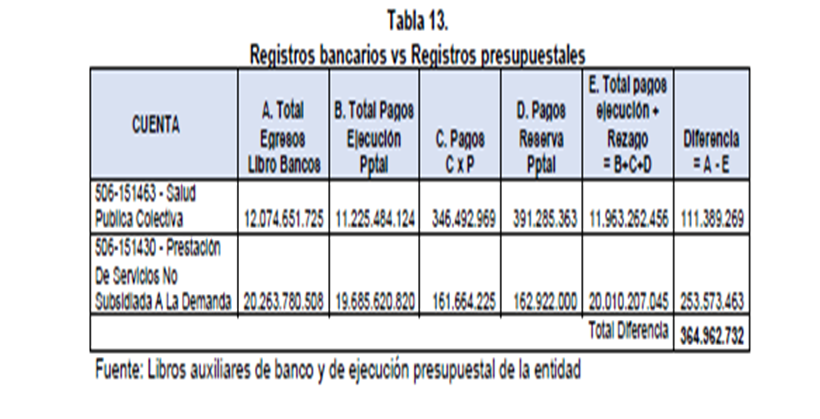 Tabla 13.
Registros bancarios vs Registros presupuestales
CUENTA
A. Total
Egresos
Libro Bancos
B. Total Pagos
Ejecución
Pptal
C. Pagos
C x P
D. Pagos
Reserva
Pptal
E. Total pagos
ejecución +
Rezago
= B+C+D
Diferencia
= A - E
506-151463 - Salud
Publica Colectiva
12.074.651.725
11.225.484.124
346.492.969
391.285.363
11.963.262.456
111.389.269
506-151430 - Prestación
De Servicios No
Subsidiada A La Demanda
20.263.780.508
19.685.620.820
161.664.225
162.922.000
20.010.207.045
253.573.463
Total Diferencia
364.962.732
Fuente: Libros auxiliares de banco y de ejecución presupuestal de la entidad